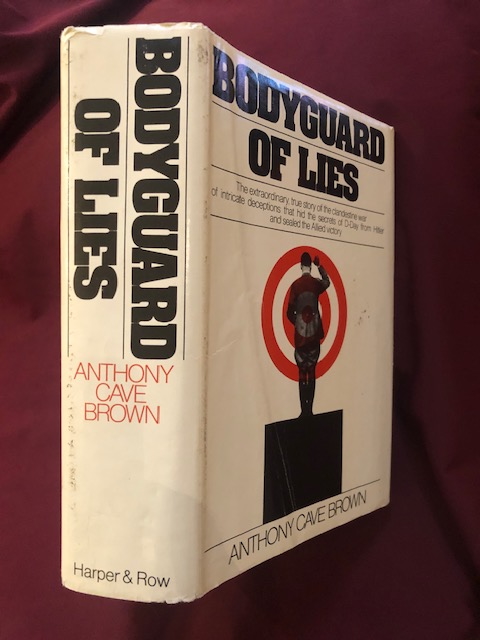 BODYGUARD
OF LIES
ANTHONY
CAVE
BROWN
Harper & Row
BODYGUARD
OF LIES
The extraordinary, true story of the clandestine war
of intricate deceptions that hid the secrets of D-Day from Hitler
and sealed the Allied victory
ANTHONY CAVE BROWN